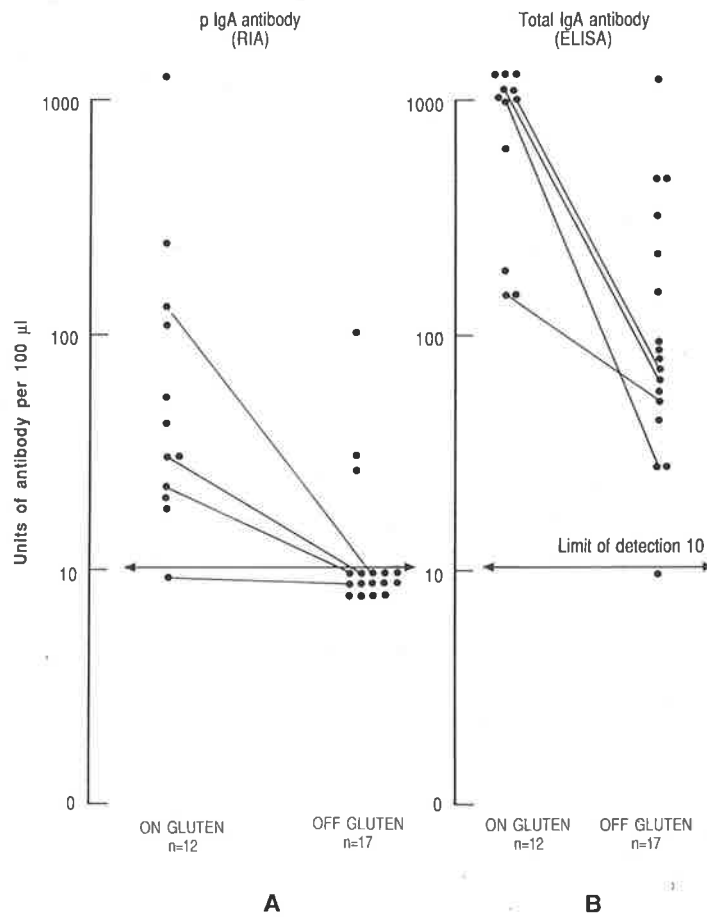 p IgA antibody
(RIA)
Total IgA antibody
(ELISA)
Units of antibody per 100 µl
1000
100
10
0
1000
100
10
0
Limit of detection 10
ON GLUTEN
n=12
OFF GLUTEN
n=17
ON GLUTEN
n=12
OFF GLUTEN
n=17
A
B